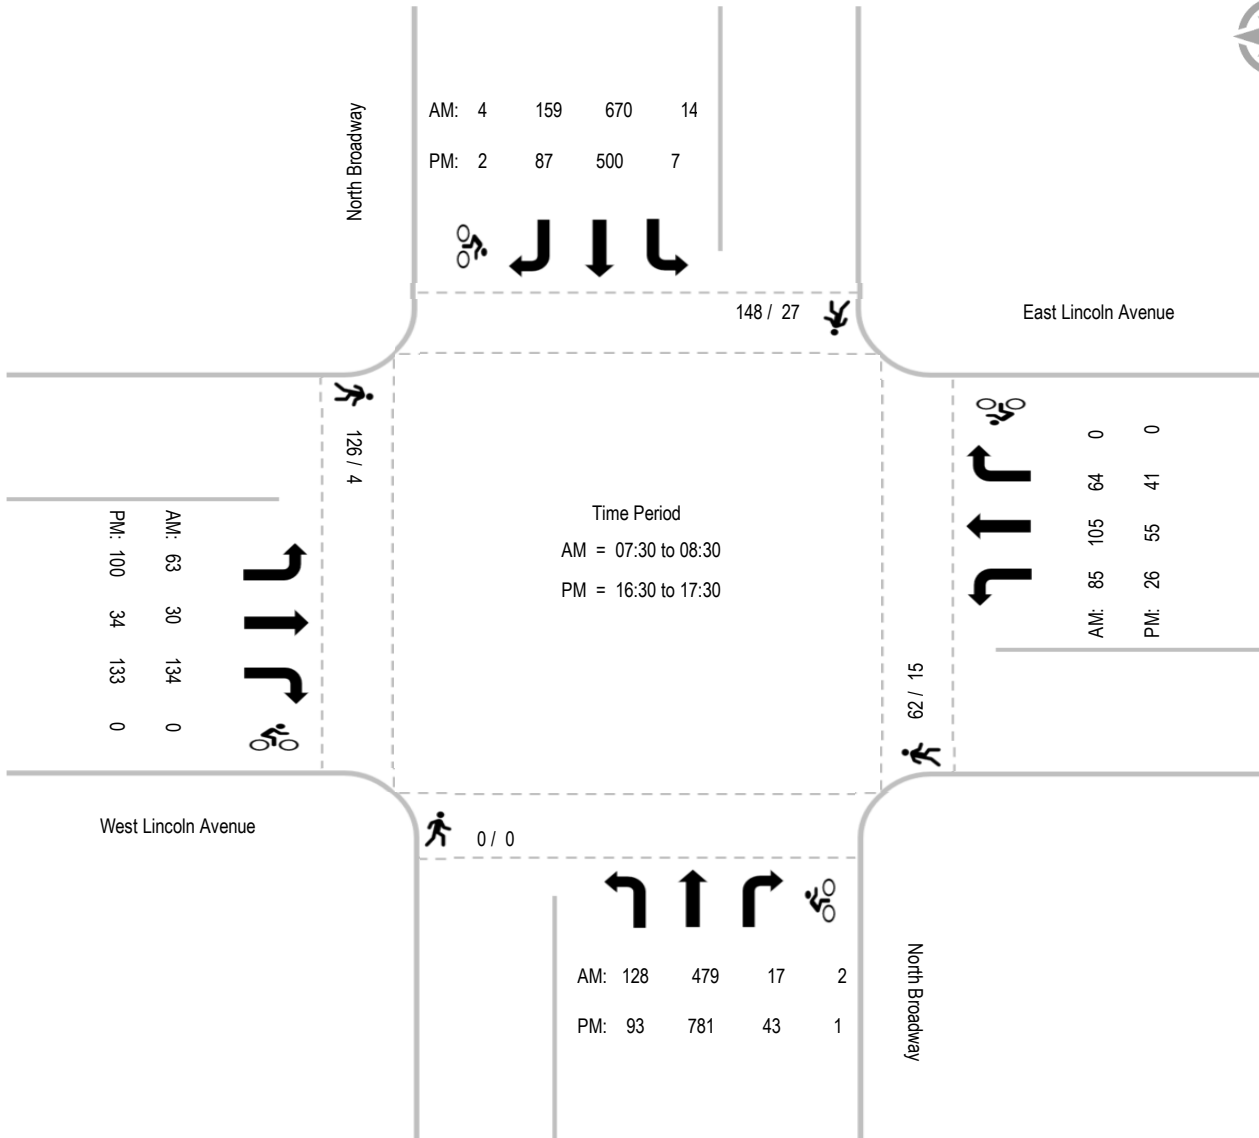 North Broadway
AM: 4 159 670 14
PM: 2 87 500 7
148 / 27
East Lincoln Avenue
126 / 4
PM: 100 34 133 0
AM: 63 30 134 0
Time Period
AM = 07:30 to 08:30
PM = 16:30 to 17:30
AM: 85 105 64 0
PM: 26 55 41 0
62 / 15
West Lincoln Avenue
0 / 0
AM: 128 479 17 2
PM: 93 781 43 1
North Broadway